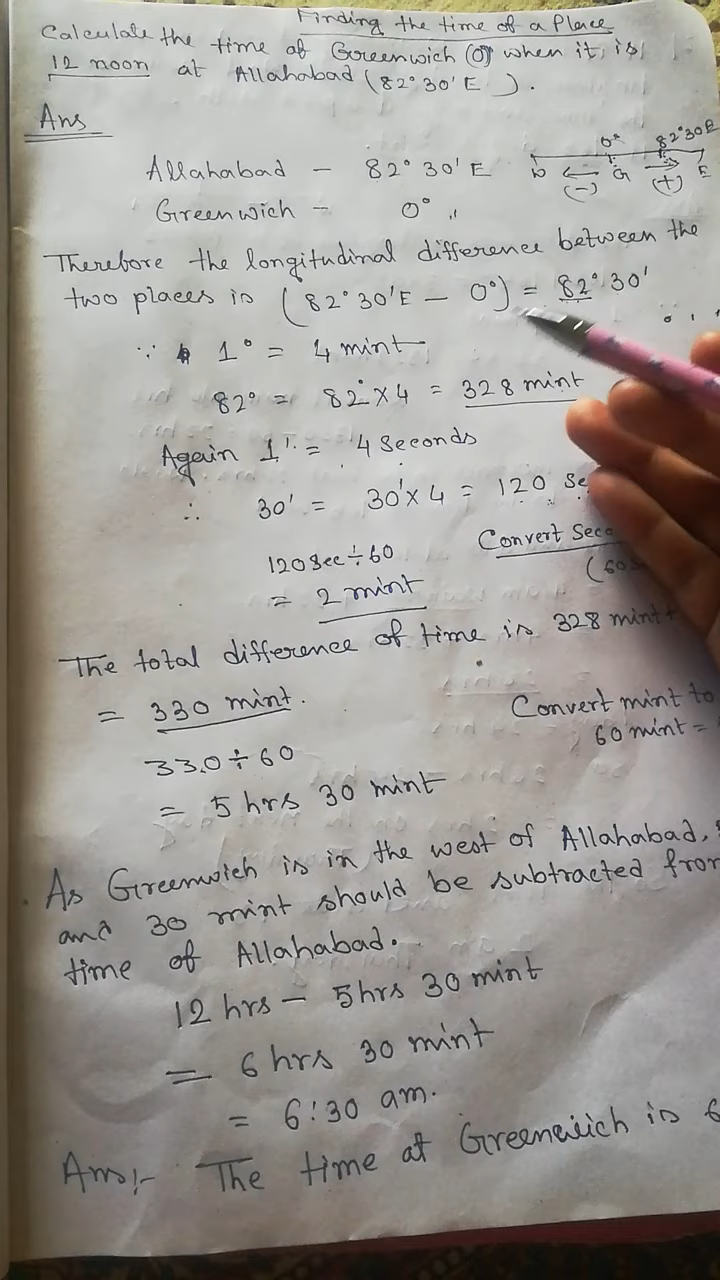 Finding the time of a Place
Calculate the time of Greenwich (0°) when it is
12 noon at Allahabad (82° 30' E ).
Ans
0° 82°30'E
W ← G → E
(-) (+)
Allahabad - 82° 30' E
Greenwich - 0° "
Therefore the longitudinal difference between the
two places is (82° 30'E - 0°) = 82° 30'
∵ 1° = 4 mint
82° = 82° × 4 = 328 mint
Again 1' = 4 Seconds
∴ 30' = 30' × 4 = 120 Se
120 Sec ÷ 60
Convert Seco
= 2 mint
(60
The total difference of time is 328 mint +
= 330 mint.
Convert mint to
60 mint =
330 ÷ 60
= 5 hrs 30 mint
As Greenwich is in the west of Allahabad,
and 30 mint should be subtracted from
time of Allahabad.
12 hrs - 5 hrs 30 mint
= 6 hrs 30 mint
= 6:30 am.
Ans:- The time at Greenwich is 6